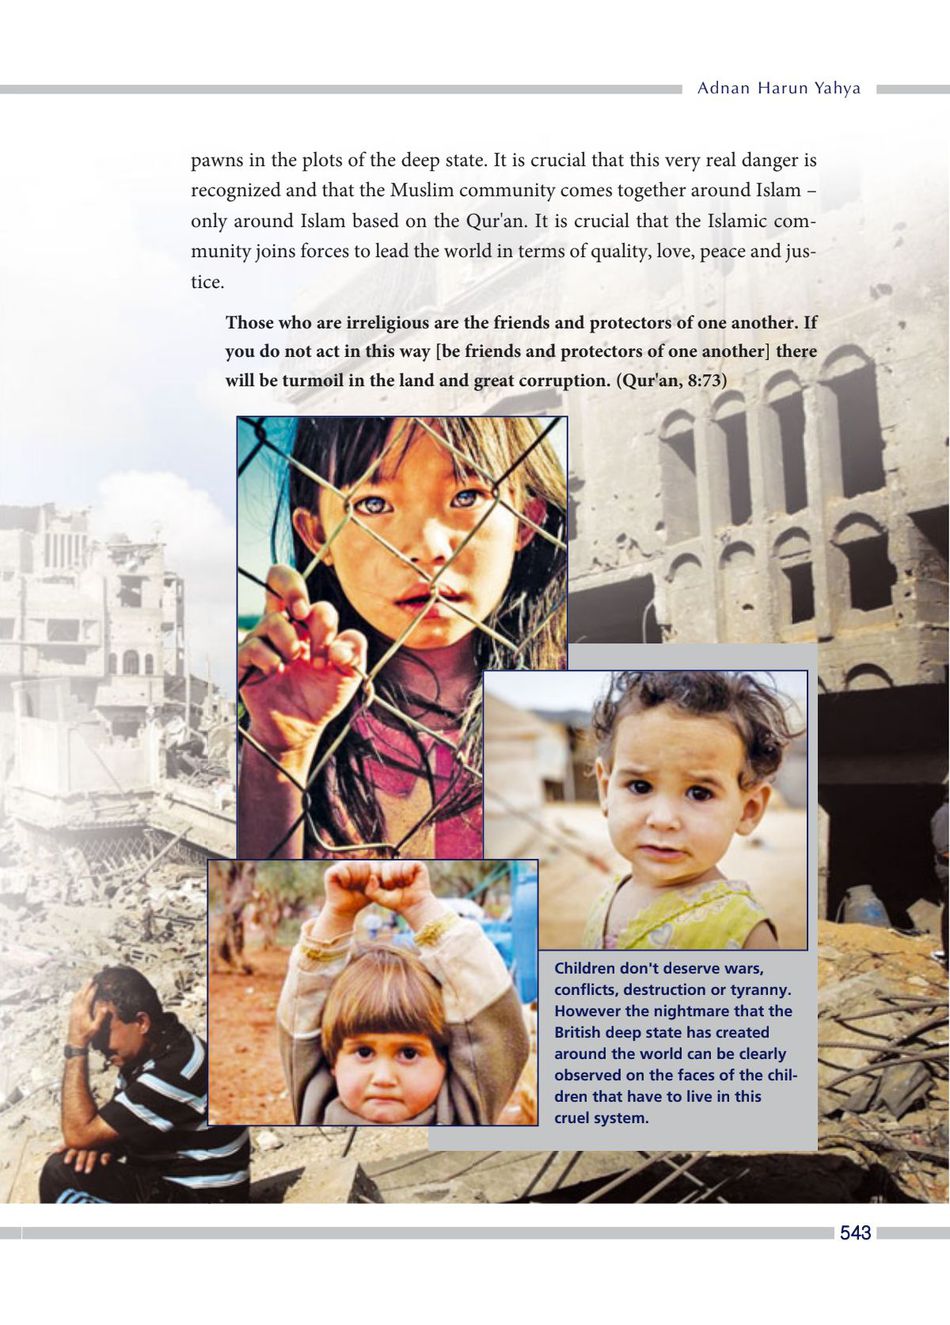 Adnan Harun Yahya
pawns in the plots of the deep state. It is crucial that this very real danger is
recognized and that the Muslim community comes together around Islam –
only around Islam based on the Qur'an. It is crucial that the Islamic com-
munity joins forces to lead the world in terms of quality, love, peace and jus-
tice.
Those who are irreligious are the friends and protectors of one another. If
you do not act in this way [be friends and protectors of one another] there
will be turmoil in the land and great corruption. (Qur'an, 8:73)
Children don't deserve wars,
conflicts, destruction or tyranny.
However the nightmare that the
British deep state has created
around the world can be clearly
observed on the faces of the chil-
dren that have to live in this
cruel system.
543